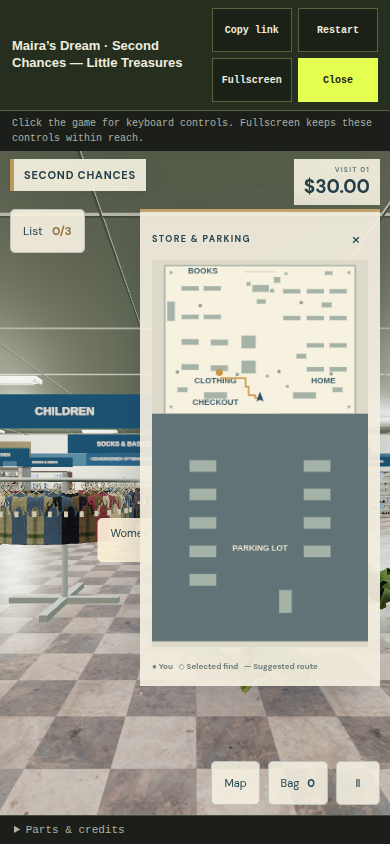 Maira's Dream · Second
Chances — Little Treasures
Copy link
Restart
Fullscreen
Close
Click the game for keyboard controls. Fullscreen keeps these
controls within reach.
SECOND CHANCES
VISIT 01
$30.00
List 0/3
STORE & PARKING
×
BOOKS
CLOTHING
HOME
CHECKOUT
PARKING LOT
● You ◇ Selected find — Suggested route
CHILDREN
SOCKS & BAS
Wome
Map
Bag 0
II
▶ Parts & credits